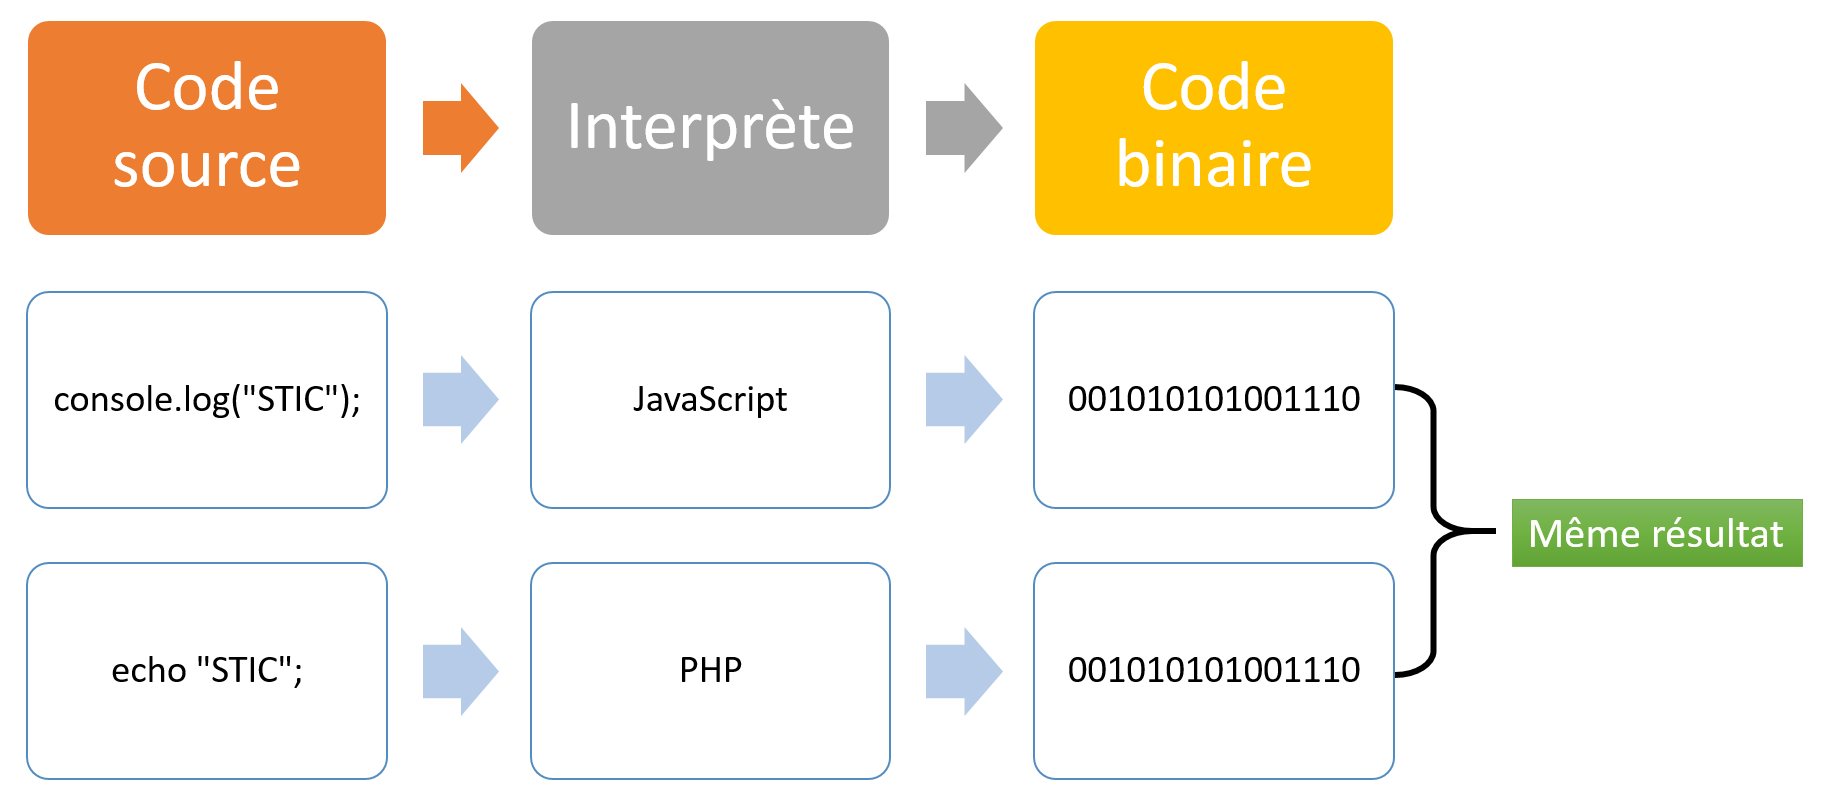 Code
source
Interprète
Code
binaire
console.log("STIC");
JavaScript
001010101001110
echo "STIC";
PHP
001010101001110
Même résultat